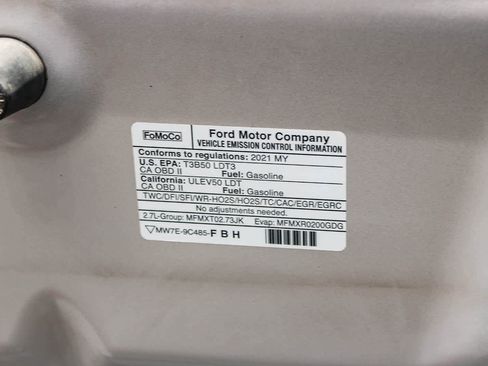 FoMoCo
Ford Motor Company
VEHICLE EMISSION CONTROL INFORMATION
Conforms to regulations: 2021 MY
U.S. EPA: T3B50 LDT3
CA OBD II Fuel: Gasoline
California: ULEV50 LDT
CA OBD II Fuel: Gasoline
TWC/DFI/SFI/WR-HO2S/HO2S/TC/CAC/EGR/EGRC
No adjustments needed.
2.7L-Group: MFMXT02.73JK Evap: MFMXR0200GDG
MW7E-9C485-FBH